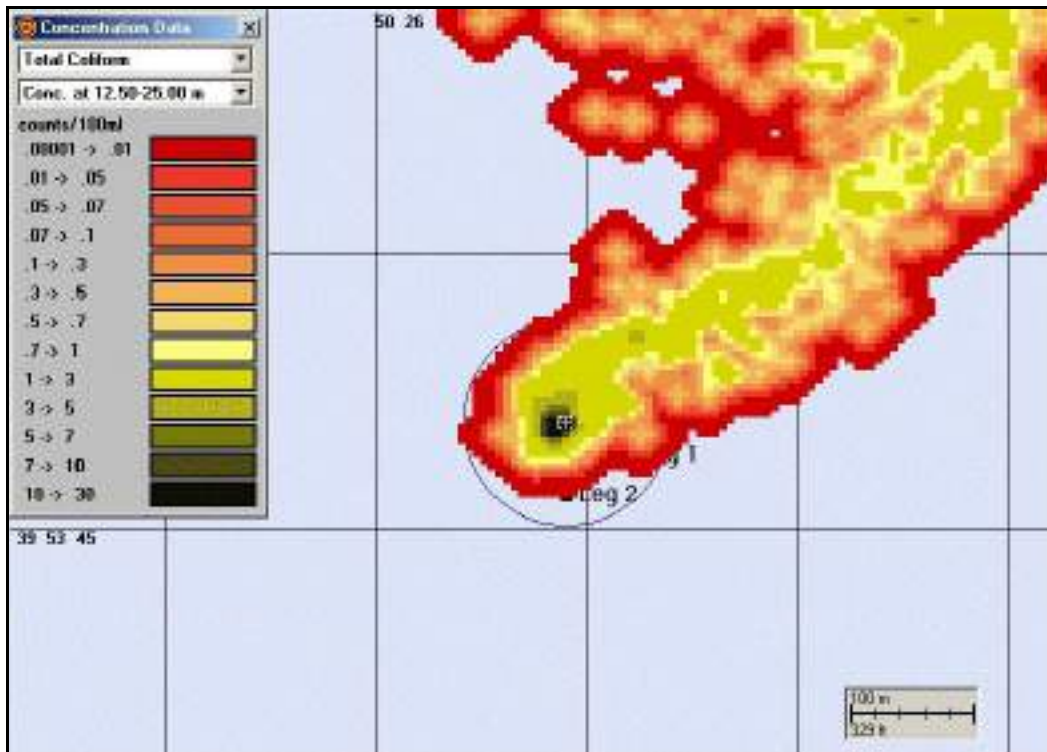 Concentration Data
Total Coliform
Conc. at 12.50-25.00 m
counts/100ml
.00001 -> .01
.01 -> .05
.05 -> .07
.07 -> .1
.1 -> .3
.3 -> .5
.5 -> .7
.7 -> 1
1 -> 3
3 -> 5
5 -> 7
7 -> 10
10 -> 30
50 26
1
Leg 2
39 53 45
100 m
329 ft